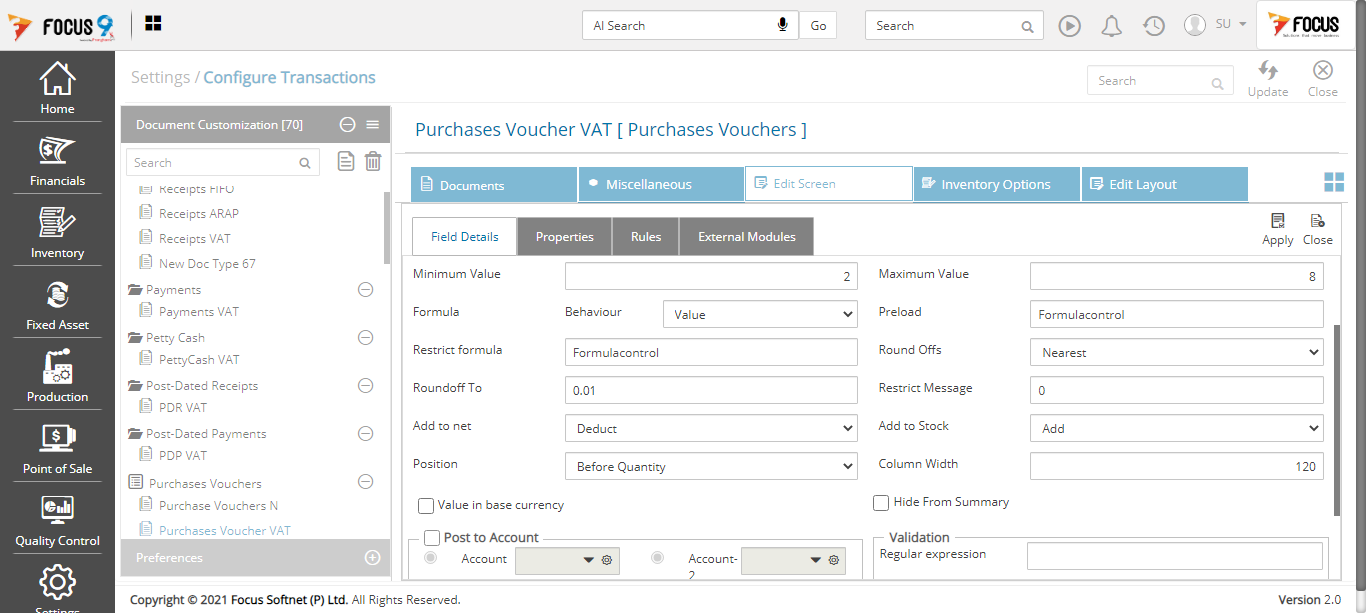 FOCUS 9
AI Search
Go
Search
SU
FOCUS
Home
Financials
Inventory
Fixed Asset
Production
Point of Sale
Quality Control
Settings
Settings / Configure Transactions
Search
Update
Close
Document Customization [70]
Search
Receipts FIFO
Receipts ARAP
Receipts VAT
New Doc Type 67
Payments
Payments VAT
Petty Cash
PettyCash VAT
Post-Dated Receipts
PDR VAT
Post-Dated Payments
PDP VAT
Purchases Vouchers
Purchase Vouchers N
Purchases Voucher VAT
Preferences
Purchases Voucher VAT [ Purchases Vouchers ]
Documents
Miscellaneous
Edit Screen
Inventory Options
Edit Layout
Field Details
Properties
Rules
External Modules
Apply
Close
Minimum Value 2
Maximum Value 8
Formula Behaviour Value
Preload Formulacontrol
Restrict formula Formulacontrol
Round Offs Nearest
Roundoff To 0.01
Restrict Message 0
Add to net Deduct
Add to Stock Add
Position Before Quantity
Column Width 120
Value in base currency
Hide From Summary
Post to Account
Account
Account-
2
Validation
Regular expression
Copyright © 2021 Focus Softnet (P) Ltd. All Rights Reserved.
Version 2.0